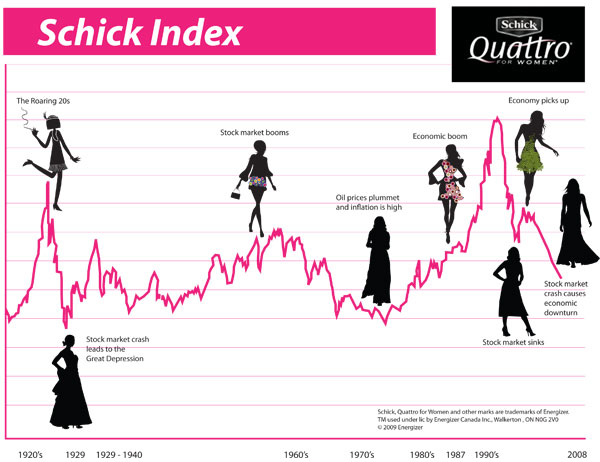 Schick Index
Schick
Quattro®
FOR WOMEN®
The Roaring 20s
Economy picks up
Stock market booms
Economic boom
Oil prices plummet
and inflation is high
Stock market crash
leads to the
Great Depression
Stock market
crash causes
economic
downturn
Stock market sinks
Schick, Quattro for Women and other marks are trademarks of Energizer.
TM used under lic by Energizer Canada Inc., Walkerton , ON N0G 2V0
© 2009 Energizer
1920's 1929 1929 - 1940 1960's 1970's 1980's 1987 1990's 2008